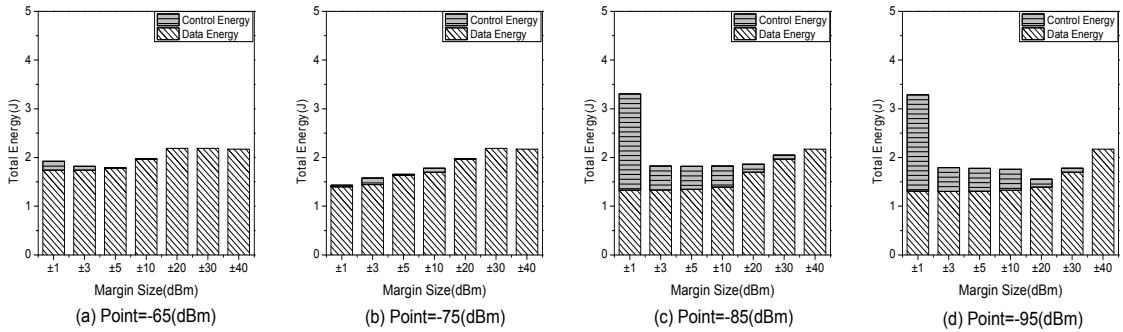 Control Energy
Data Energy
Total Energy(J)
5
4
3
2
1
0
±1 ±3 ±5 ±10 ±20 ±30 ±40
Margin Size(dBm)
(a) Point=-65(dBm)
Control Energy
Data Energy
Total Energy(J)
5
4
3
2
1
0
±1 ±3 ±5 ±10 ±20 ±30 ±40
Margin Size(dBm)
(b) Point=-75(dBm)
Control Energy
Data Energy
Total Energy(J)
5
4
3
2
1
0
±1 ±3 ±5 ±10 ±20 ±30 ±40
Margin Size(dBm)
(c) Point=-85(dBm)
Control Energy
Data Energy
Total Energy(J)
5
4
3
2
1
0
±1 ±3 ±5 ±10 ±20 ±30 ±40
Margin Size(dBm)
(d) Point=-95(dBm)